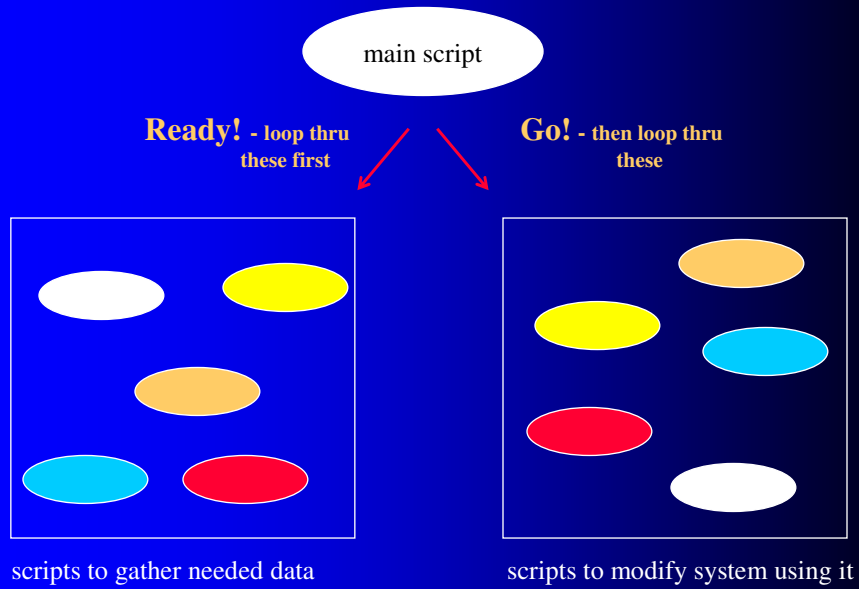 main script
Ready! - loop thru
these first
Go! - then loop thru
these
scripts to gather needed data
scripts to modify system using it